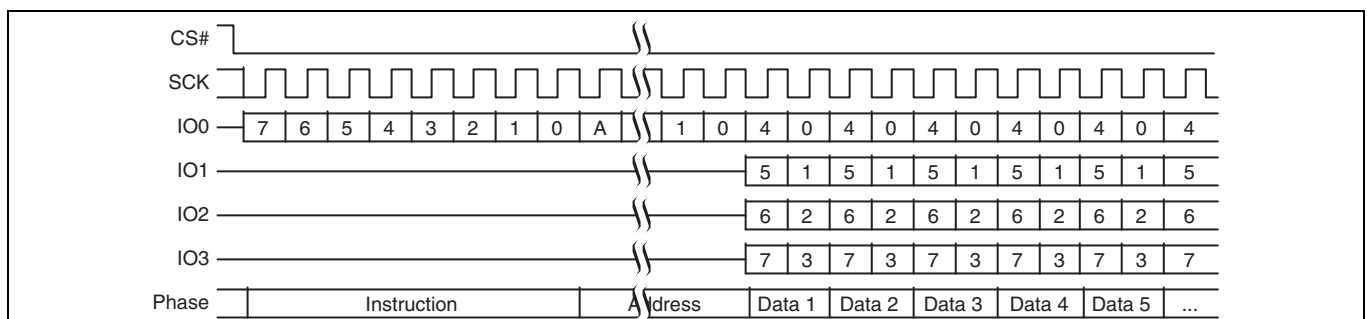 CS#
SCK
IO0 7 6 5 4 3 2 1 0 A 1 0 4 0 4 0 4 0 4 0 4 0 4
IO1 5 1 5 1 5 1 5 1 5 1 5
IO2 6 2 6 2 6 2 6 2 6 2 6
IO3 7 3 7 3 7 3 7 3 7 3 7
Phase Instruction Address Data 1 Data 2 Data 3 Data 4 Data 5 ...